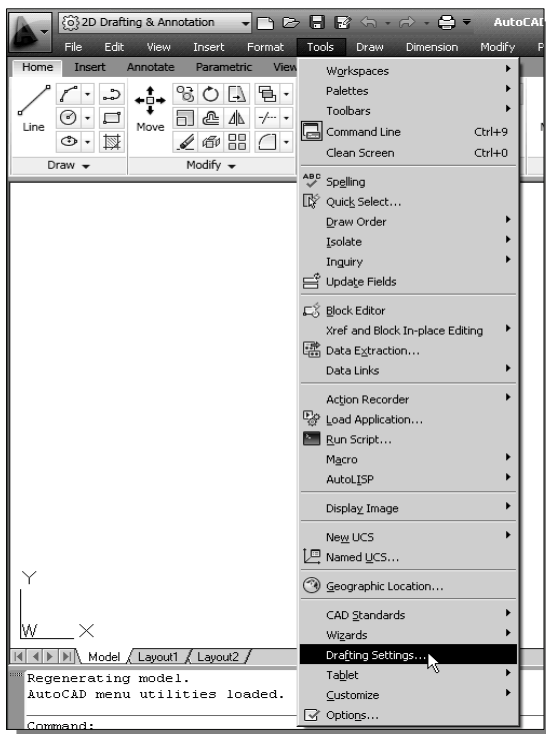 2D Drafting & Annotation AutoCAD
File Edit View Insert Format Tools Draw Dimension Modify P
Home Insert Annotate Parametric View
Line
Move
Draw
Modify
Workspaces
Palettes
Toolbars
Command Line Ctrl+9
Clean Screen Ctrl+0
ABC Spelling
Quick Select...
Draw Order
Isolate
Inquiry
Update Fields
Block Editor
Xref and Block In-place Editing
Data Extraction...
Data Links
Action Recorder
Load Application...
Run Script...
Macro
AutoLISP
Display Image
New UCS
Named UCS...
Geographic Location...
CAD Standards
Wizards
Drafting Settings...
Tablet
Customize
Options...
Y
W X
Model Layout1 Layout2
Regenerating model.
AutoCAD menu utilities loaded.
Command: